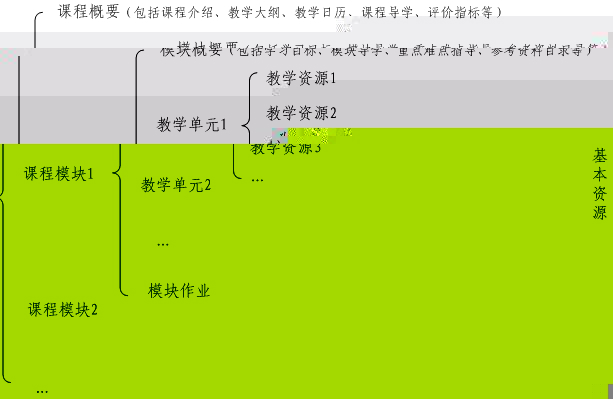 课程概要（包括课程介绍、教学大纲、教学日历、课程导学、评价指标等）
模块概要（包括学习目标、模块导学、重点难点指导、参考资料目录等）
教学资源1
教学资源2
教学单元1
教学资源3
课程模块1
教学单元2
...
基本资源
...
模块作业
课程模块2
...